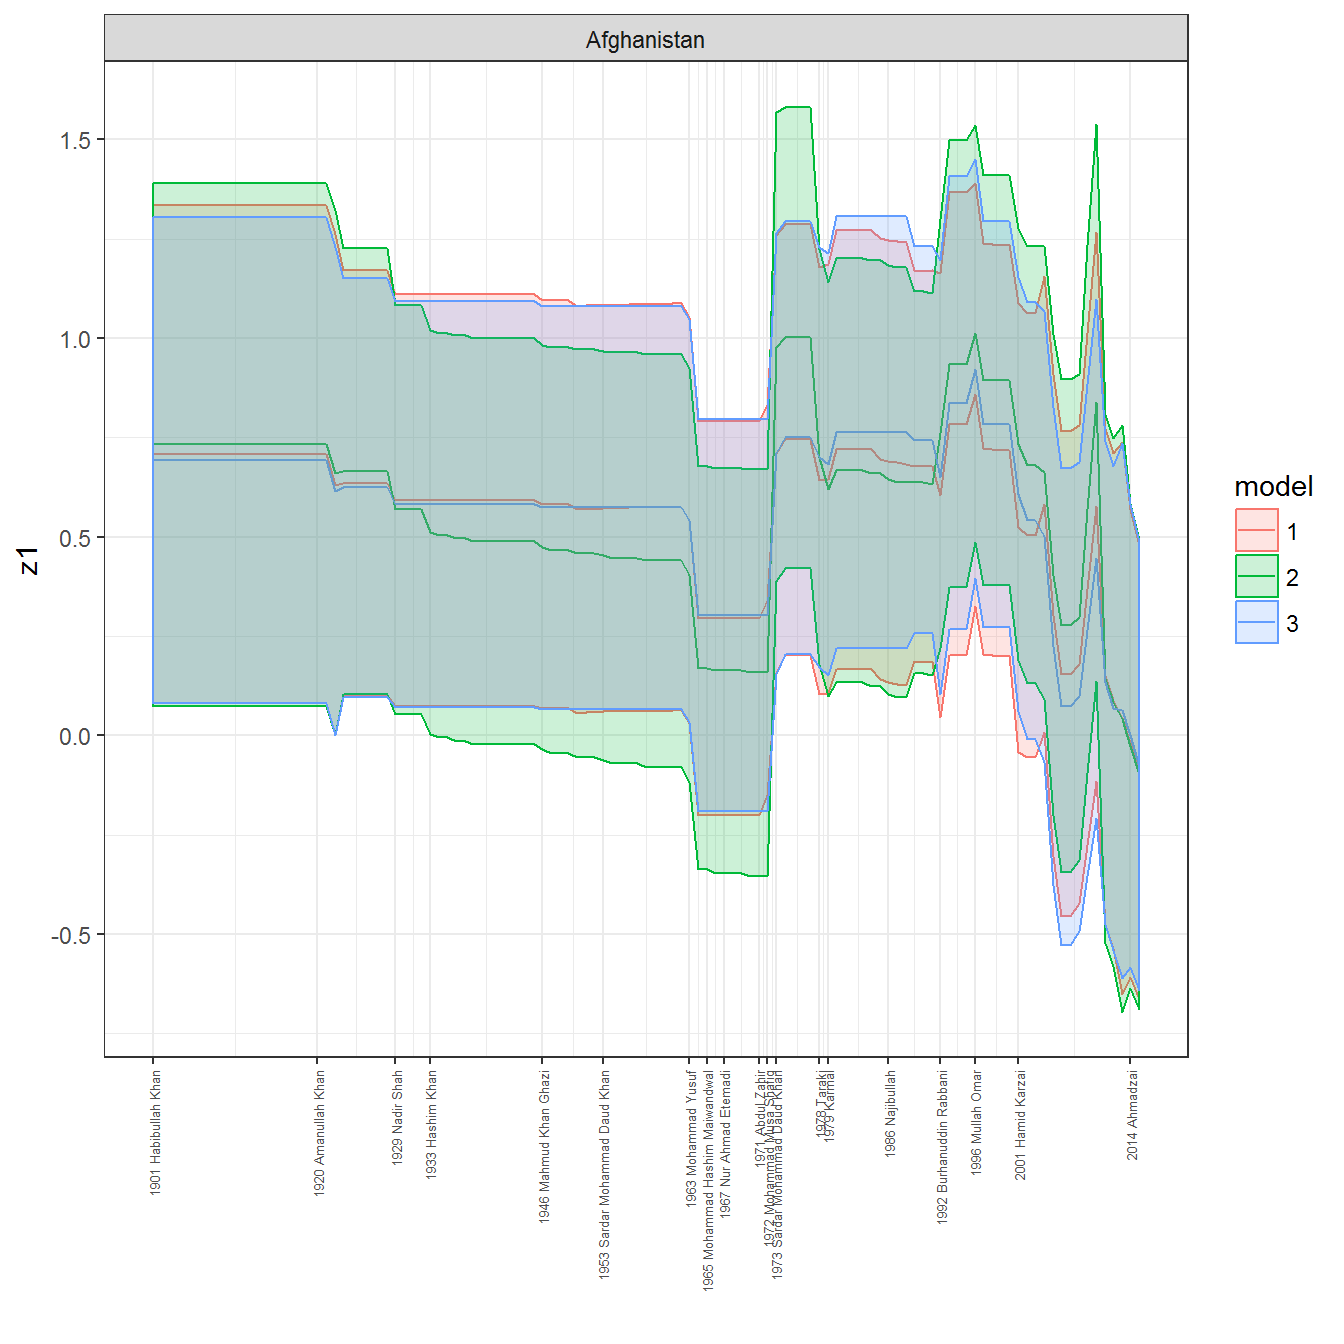 Afghanistan
1.5
1.0
0.5
0.0
-0.5
z1
model
1
2
3
1901 Habibullah Khan
1920 Amanullah Khan
1929 Nadir Shah
1933 Hashim Khan
1946 Mahmud Khan Ghazi
1953 Sardar Mohammad Daud Khan
1963 Mohammad Yusuf
1965 Mohammad Hashim Maiwandwal
1967 Nur Ahmad Etemadi
1971 Abdul Zahir
1972 Mohammad Musa Shafiq
1973 Sardar Mohammad Daud Khan
1978 Taraki
1979 Karmal
1986 Najibullah
1992 Burhanuddin Rabbani
1996 Mullah Omar
2001 Hamid Karzai
2014 Ahmadzai